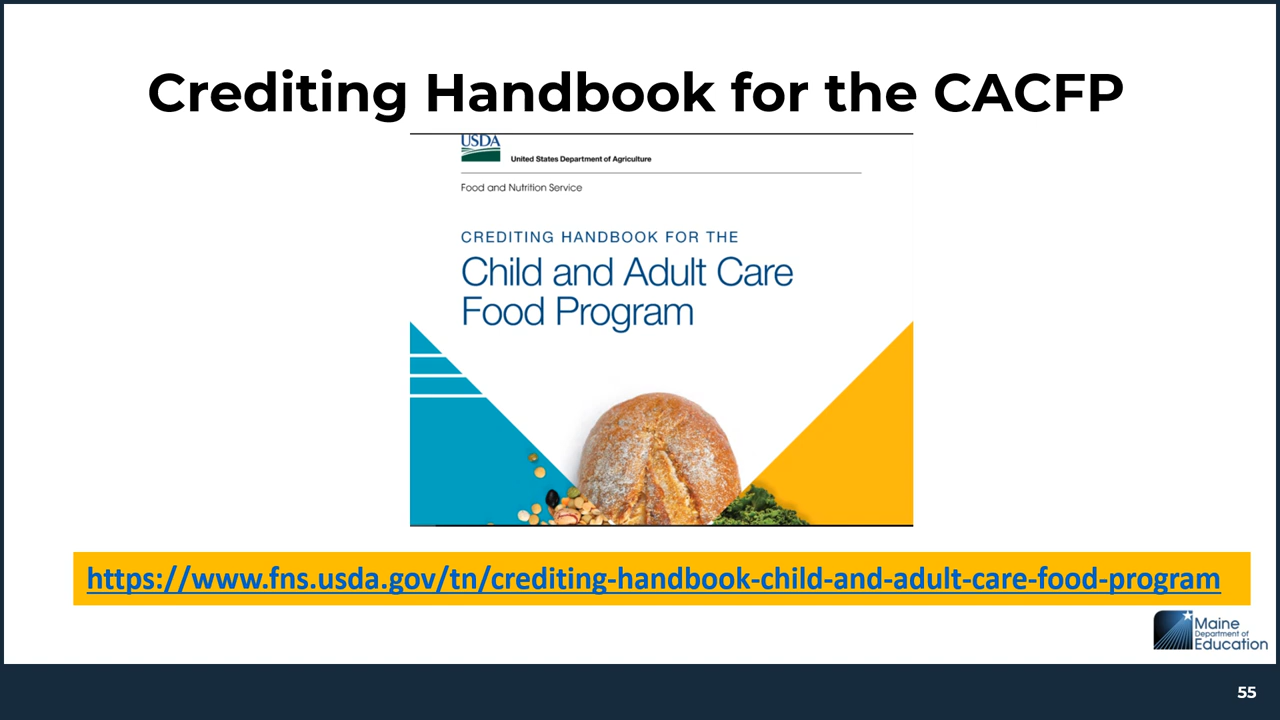 Crediting Handbook for the CACFP
USDA
United States Department of Agriculture
Food and Nutrition Service
CREDITING HANDBOOK FOR THE
Child and Adult Care
Food Program
https://www.fns.usda.gov/tn/crediting-handbook-child-and-adult-care-food-program
Maine
Department of
Education
55